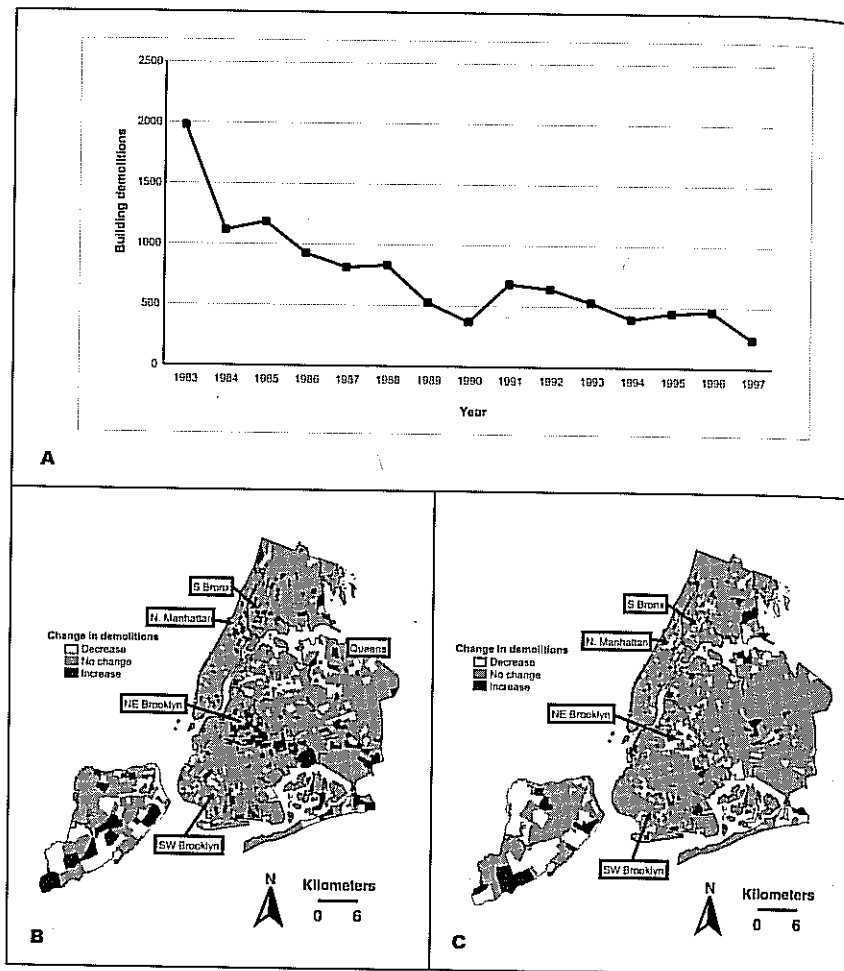 2500
2000
1500
1000
500
0
Building demolitions
1983 1984 1985 1986 1987 1988 1989 1990 1991 1992 1993 1994 1995 1996 1997
Year
A
S Bronx
N. Manhattan
Change in demolitions
Decrease
No change
Increase
Queens
NE Brooklyn
SW Brooklyn
N
Kilometers
0 6
B
S Bronx
N. Manhattan
Change in demolitions
Decrease
No change
Increase
NE Brooklyn
SW Brooklyn
N
Kilometers
0 6
C